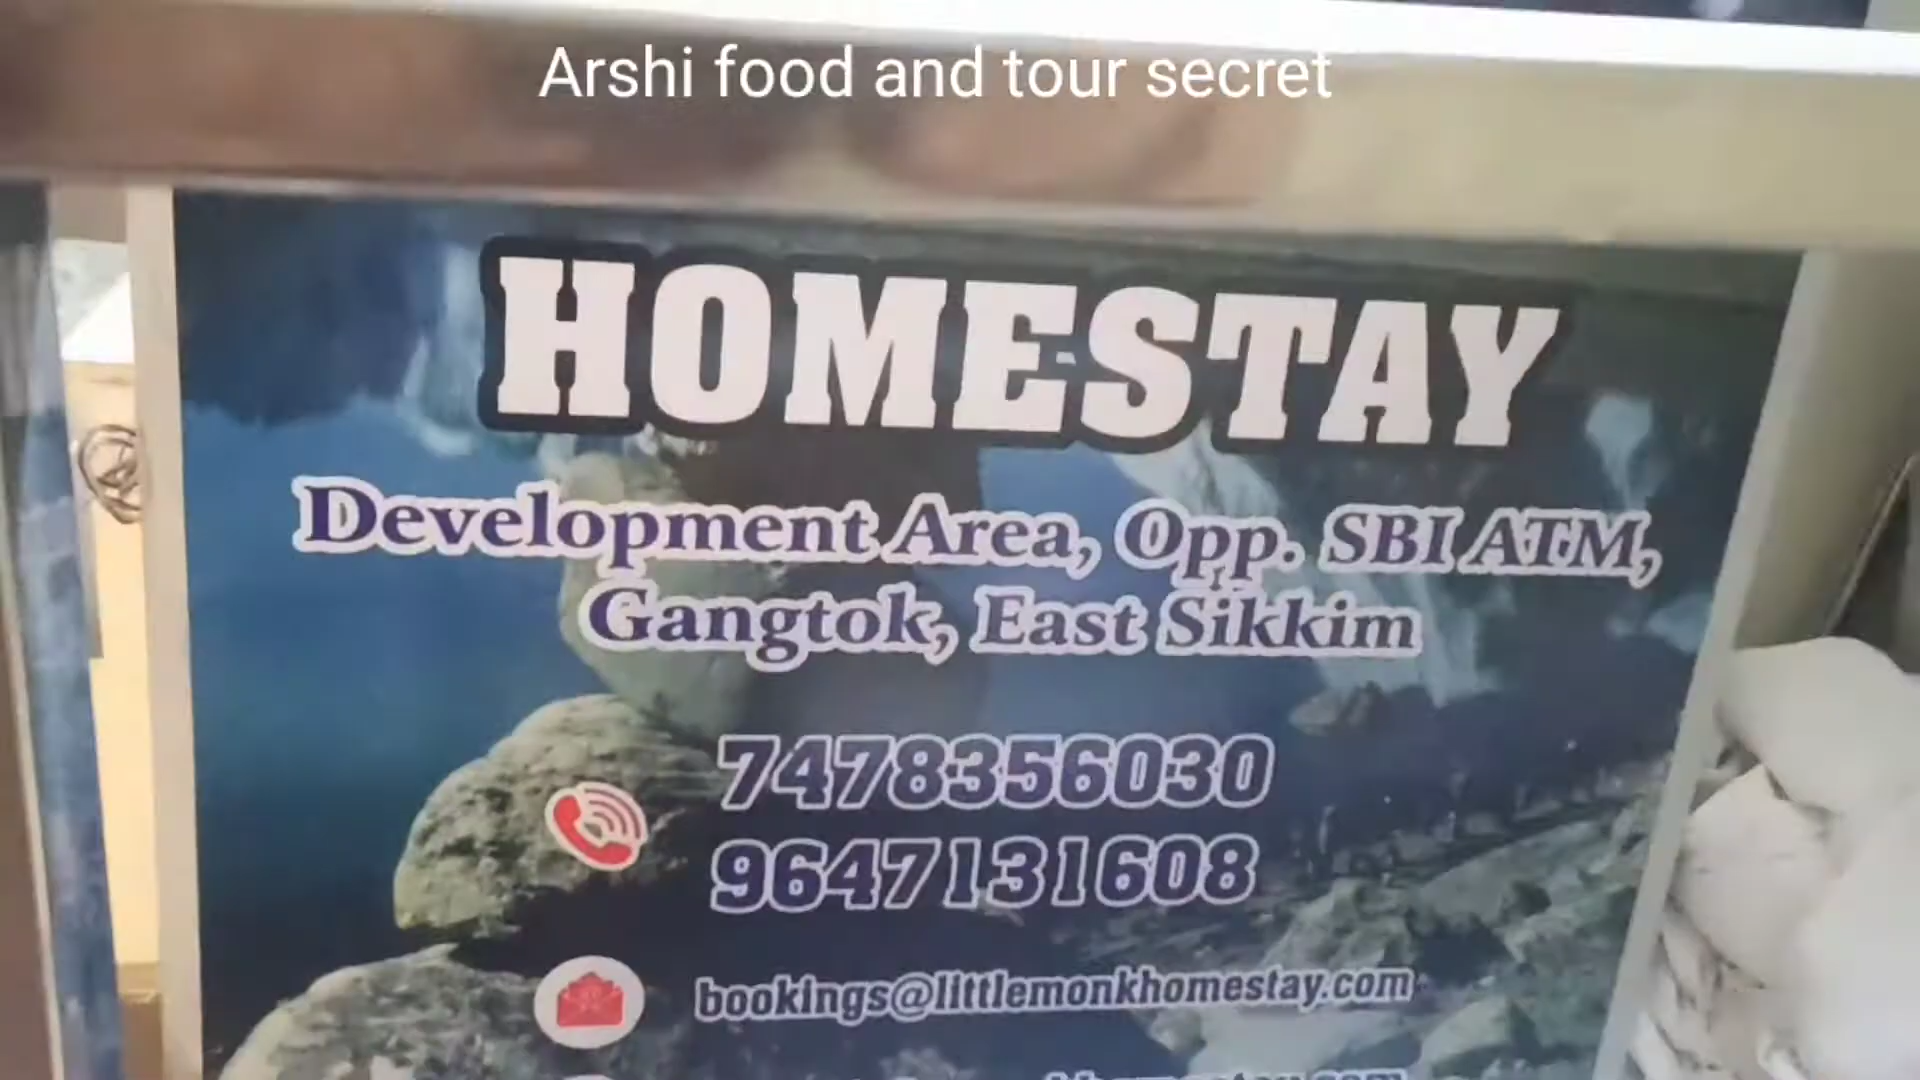 Arshi food and tour secret
HOMESTAY
Development Area, Opp. SBI ATM,
Gangtok, East Sikkim
7478356030
9647131608
bookings@littlemonkhomestay.com